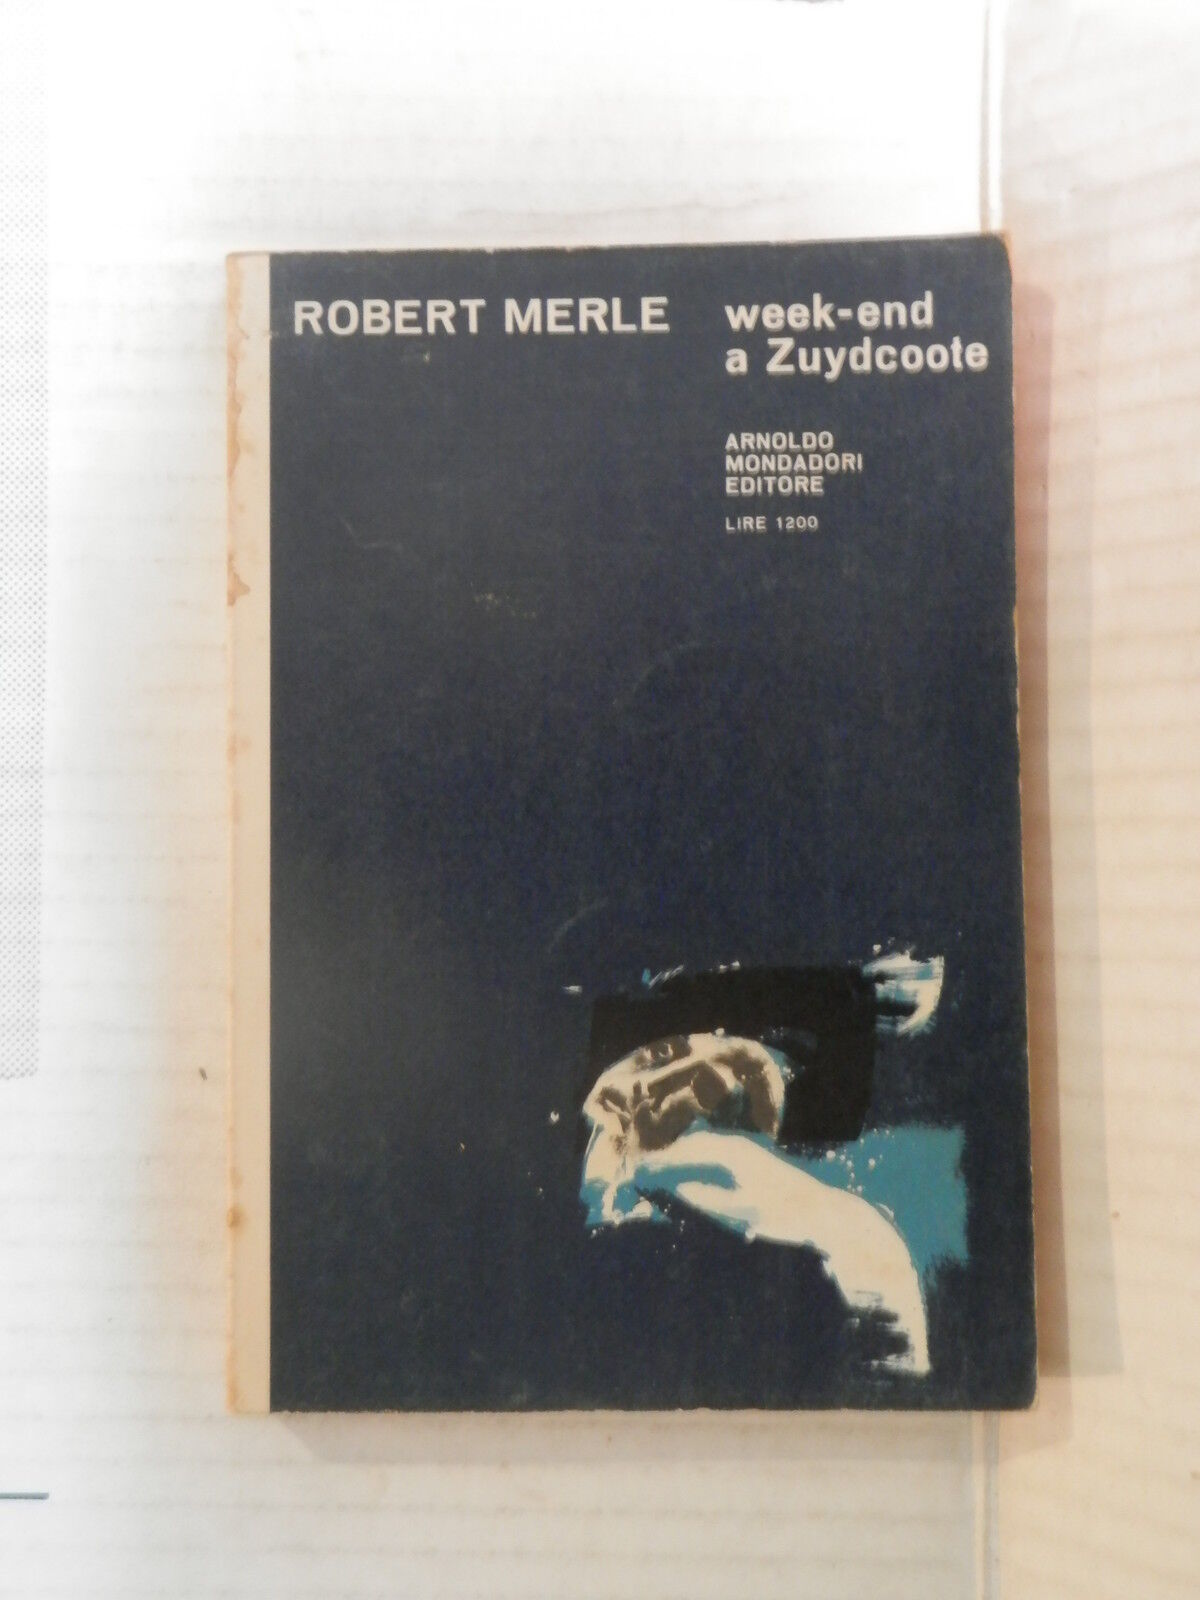 ROBERT MERLE
week-end
a Zuydcoote
ARNOLDO
MONDADORI
EDITORE
LIRE 1200